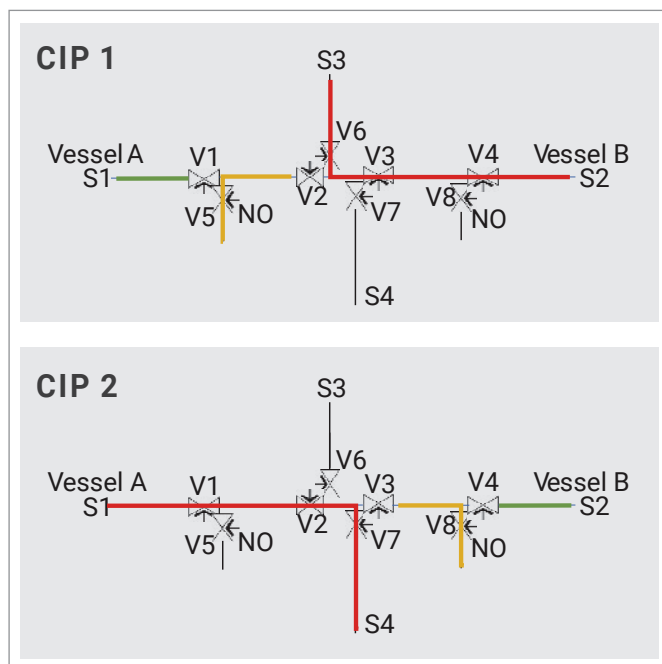 CIP 1
S3
V6
Vessel A
V1
V3
V4
Vessel B
S1
V2
S2
V5
NO
V7
V8
NO
S4
CIP 2
S3
V6
Vessel A
V1
V3
V4
Vessel B
S1
V2
S2
V5
NO
V7
V8
NO
S4